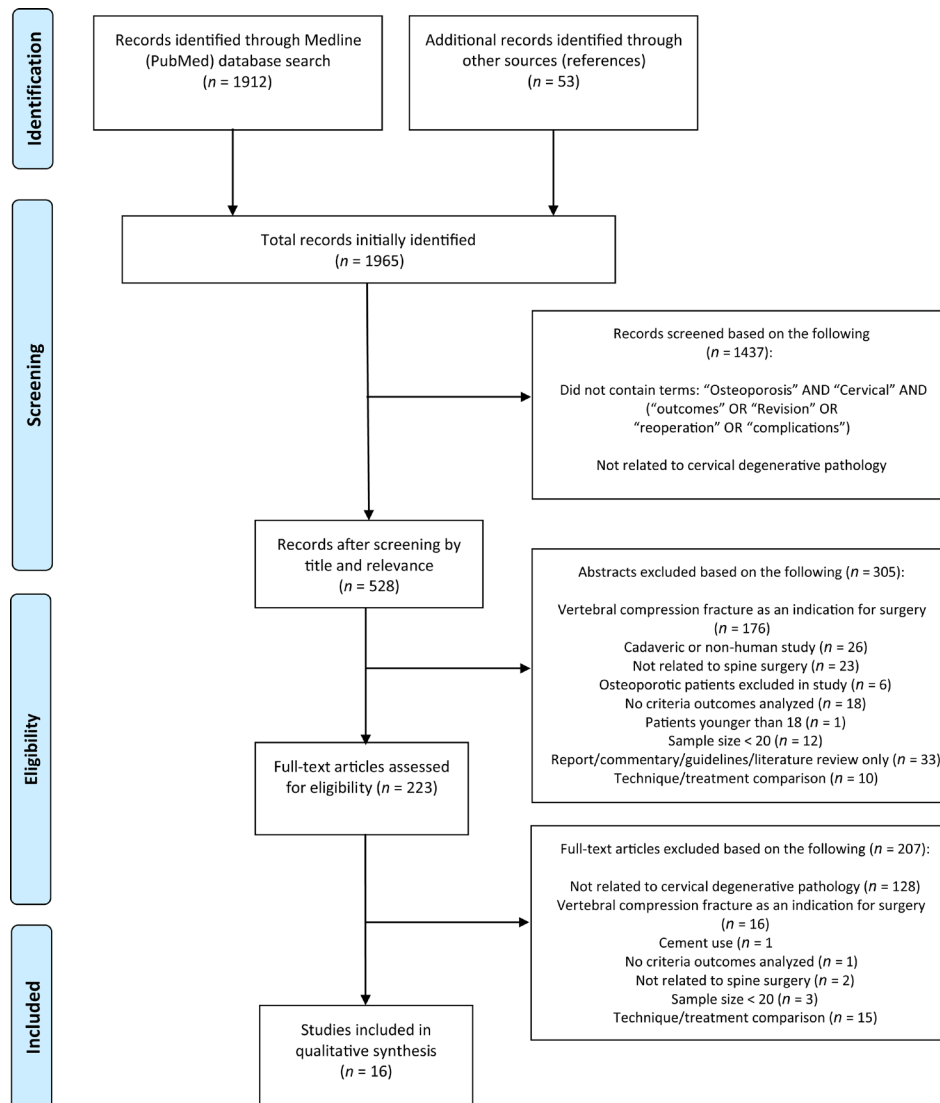 Identification
Records identified through Medline
(PubMed) database search
(n = 1912)
Additional records identified through
other sources (references)
(n = 53)
Screening
Total records initially identified
(n = 1965)
Records screened based on the following
(n = 1437):
Did not contain terms: “Osteoporosis” AND “Cervical” AND
(“outcomes” OR “Revision” OR
“reoperation” OR “complications”)
Not related to cervical degenerative pathology
Records after screening by
title and relevance
(n = 528)
Eligibility
Abstracts excluded based on the following (n = 305):
Vertebral compression fracture as an indication for surgery
(n = 176)
Cadaveric or non-human study (n = 26)
Not related to spine surgery (n = 23)
Osteoporotic patients excluded in study (n = 6)
No criteria outcomes analyzed (n = 18)
Patients younger than 18 (n = 1)
Sample size < 20 (n = 12)
Report/commentary/guidelines/literature review only (n = 33)
Technique/treatment comparison (n = 10)
Full-text articles assessed
for eligibility (n = 223)
Full-text articles excluded based on the following (n = 207):
Not related to cervical degenerative pathology (n = 128)
Vertebral compression fracture as an indication for surgery
(n = 16)
Cement use (n = 1
No criteria outcomes analyzed (n = 1)
Not related to spine surgery (n = 2)
Sample size < 20 (n = 3)
Technique/treatment comparison (n = 15)
Included
Studies included in
qualitative synthesis
(n = 16)